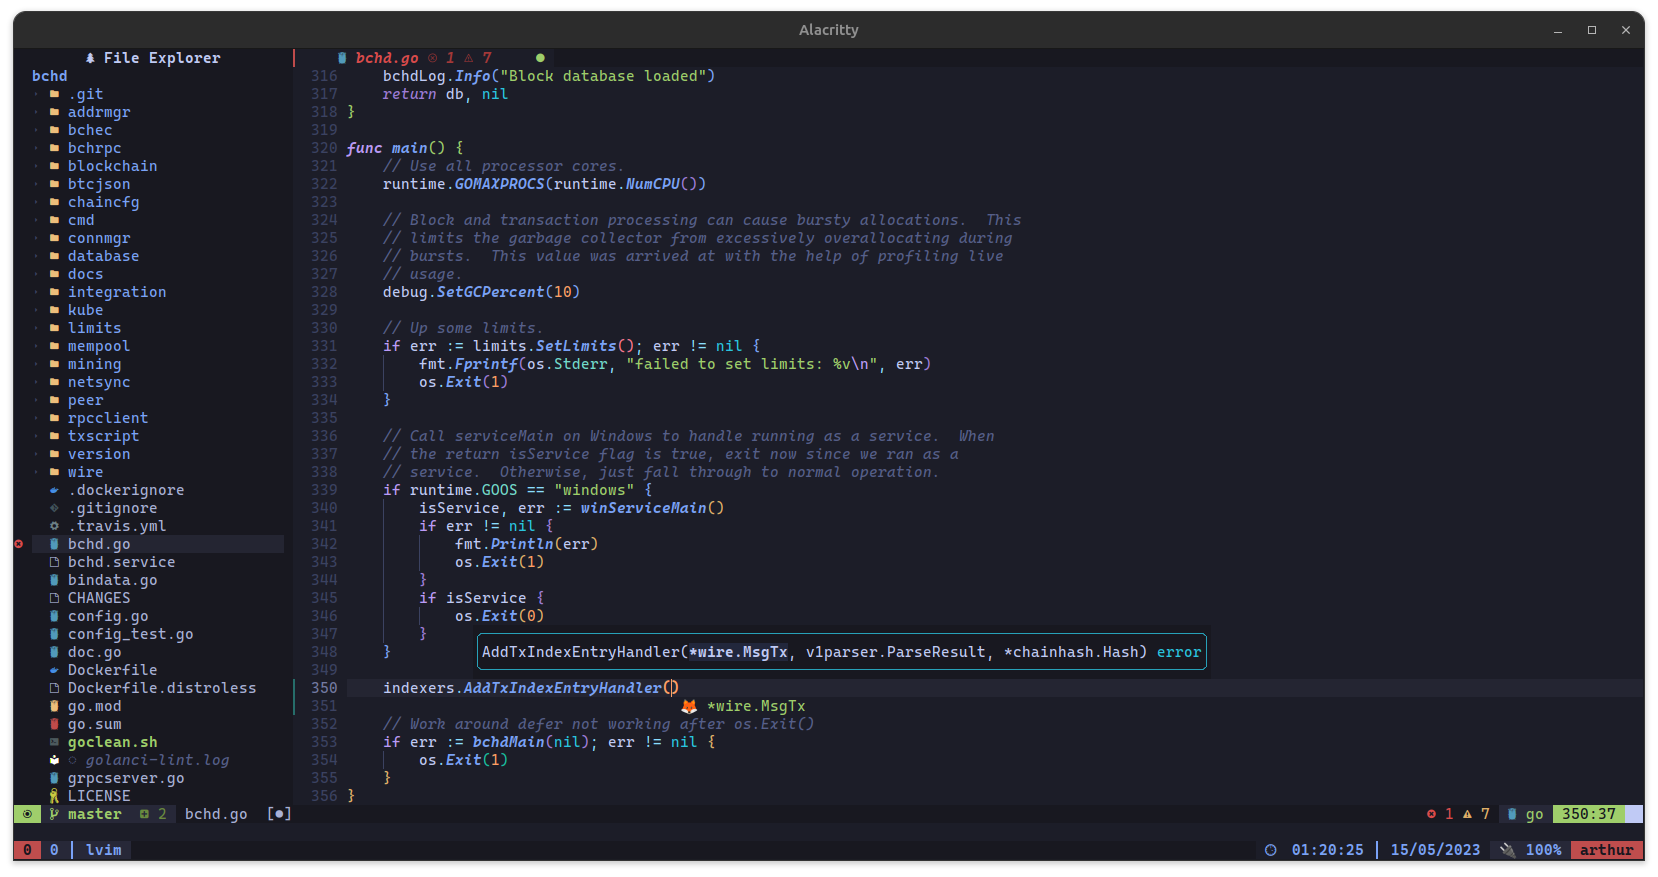 Alacritty
File Explorer
bchd
.git
addrmgr
bchec
bchrpc
blockchain
btcjson
chaincfg
cmd
connmgr
database
docs
integration
kube
limits
mempool
mining
netsync
peer
rpcclient
txscript
version
wire
.dockerignore
.gitignore
.travis.yml
bchd.go
bchd.service
bindata.go
CHANGES
config.go
config_test.go
doc.go
Dockerfile
Dockerfile.distroless
go.mod
go.sum
goclean.sh
golanci-lint.log
grpcserver.go
LICENSE
bchd.go 1 7
316 bchdLog.Info("Block database loaded")
317 return db, nil
318 }
319
320 func main() {
321 // Use all processor cores.
322 runtime.GOMAXPROCS(runtime.NumCPU())
323
324 // Block and transaction processing can cause bursty allocations.  This
325 // limits the garbage collector from excessively overallocating during
326 // bursts.  This value was arrived at with the help of profiling live
327 // usage.
328 debug.SetGCPercent(10)
329
330 // Up some limits.
331 if err := limits.SetLimits(); err != nil {
332 fmt.Fprintf(os.Stderr, "failed to set limits: %v\n", err)
333 os.Exit(1)
334 }
335
336 // Call serviceMain on Windows to handle running as a service.  When
337 // the return isService flag is true, exit now since we ran as a
338 // service.  Otherwise, just fall through to normal operation.
339 if runtime.GOOS == "windows" {
340 isService, err := winServiceMain()
341 if err != nil {
342 fmt.Println(err)
343 os.Exit(1)
344 }
345 if isService {
346 os.Exit(0)
347 }
348 }
AddTxIndexEntryHandler(*wire.MsgTx, v1parser.ParseResult, *chainhash.Hash) error
349
350 indexers.AddTxIndexEntryHandler()
351 *wire.MsgTx
352 // Work around defer not working after os.Exit()
353 if err := bchdMain(nil); err != nil {
354 os.Exit(1)
355 }
356 }
master 2 bchd.go [●] 1 7 go 350:37
0 0 lvim 01:20:25 15/05/2023 100% arthur